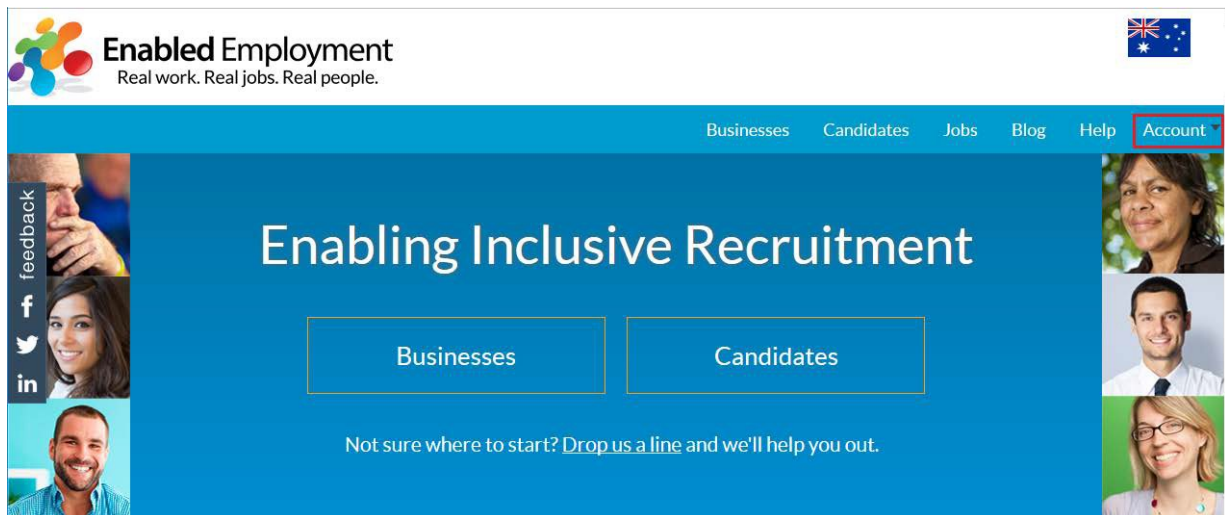 Enabled Employment
Real work. Real jobs. Real people.
Businesses Candidates Jobs Blog Help Account
feedback
f
in
Enabling Inclusive Recruitment
Businesses Candidates
Not sure where to start? Drop us a line and we'll help you out.